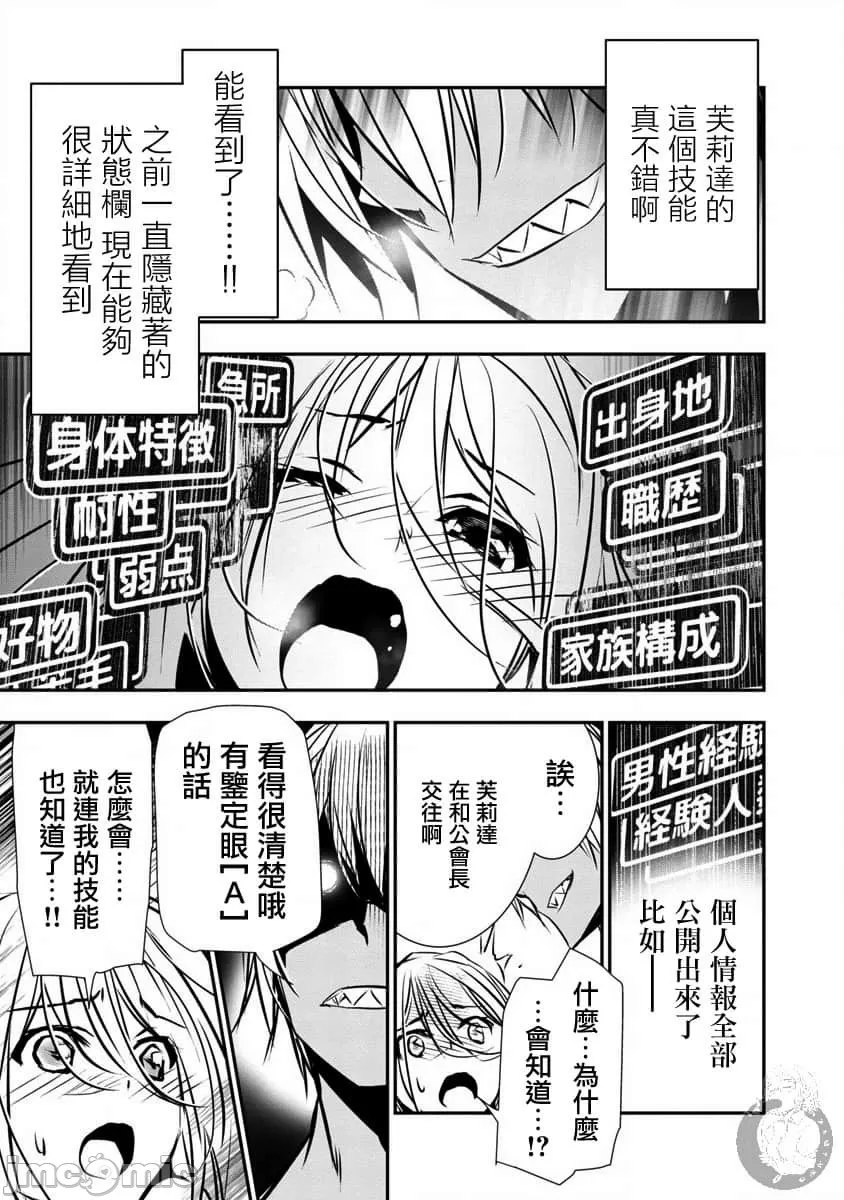 芙莉達的
這個技能
真不錯啊
能看到了……!!
之前一直隱藏著的
狀態欄 現在能夠
很詳細地看到
出身地
職歴
家族構成
急所
身体特徴
耐性
弱点
好物
男性経験
経験人
個人情報全部
公開出來了
比如——
誒…
芙莉達
在和公會長
交往啊
什麼…為什麼
…會知道…!?
看得很清楚哦
有鑒定眼[A]
的話
怎麼會……
就連我的技能
也知道了…!!
jmcomic